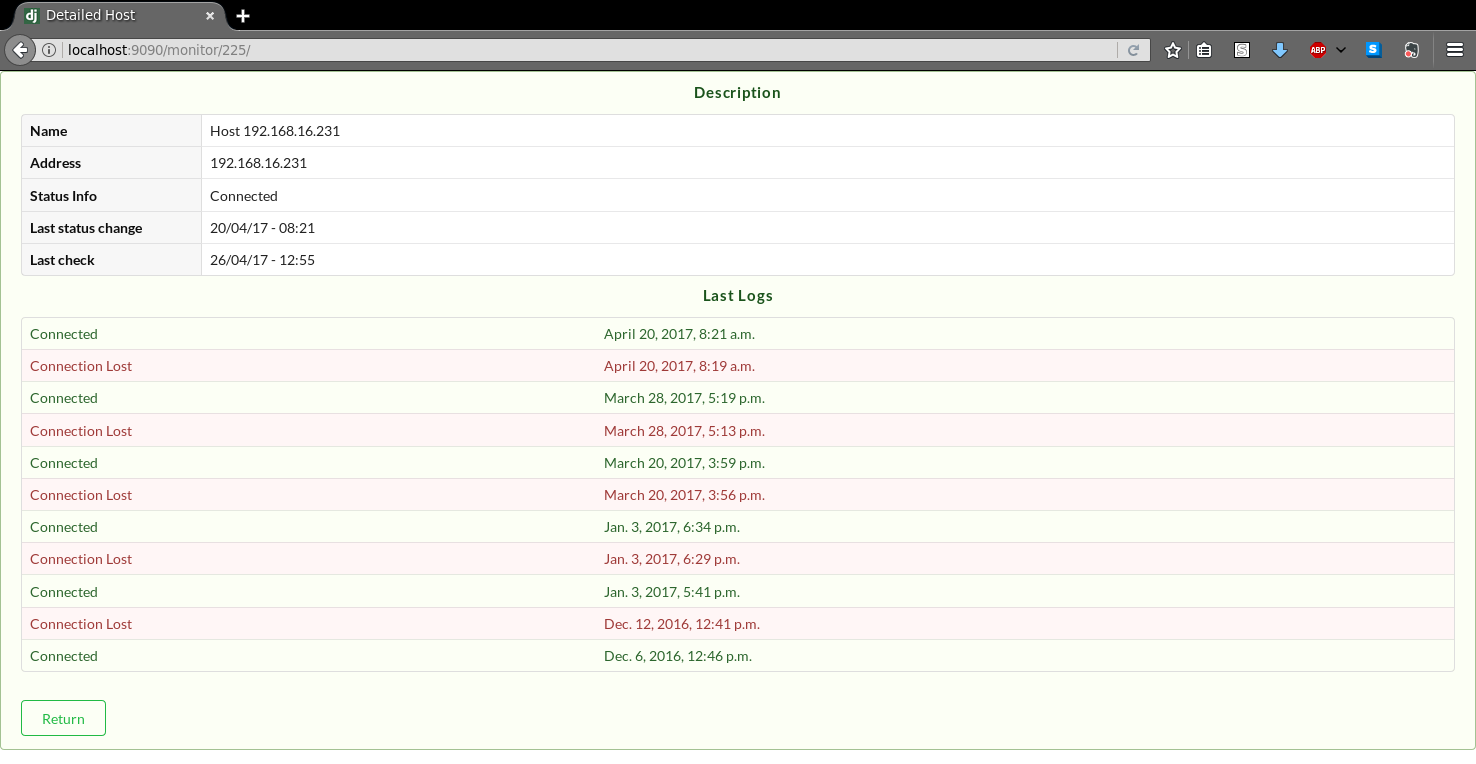 dj Detailed Host
localhost:9090/monitor/225/
S ABP S
Description
Name Host 192.168.16.231
Address 192.168.16.231
Status Info Connected
Last status change 20/04/17 - 08:21
Last check 26/04/17 - 12:55
Last Logs
Connected April 20, 2017, 8:21 a.m.
Connection Lost April 20, 2017, 8:19 a.m.
Connected March 28, 2017, 5:19 p.m.
Connection Lost March 28, 2017, 5:13 p.m.
Connected March 20, 2017, 3:59 p.m.
Connection Lost March 20, 2017, 3:56 p.m.
Connected Jan. 3, 2017, 6:34 p.m.
Connection Lost Jan. 3, 2017, 6:29 p.m.
Connected Jan. 3, 2017, 5:41 p.m.
Connection Lost Dec. 12, 2016, 12:41 p.m.
Connected Dec. 6, 2016, 12:46 p.m.
Return